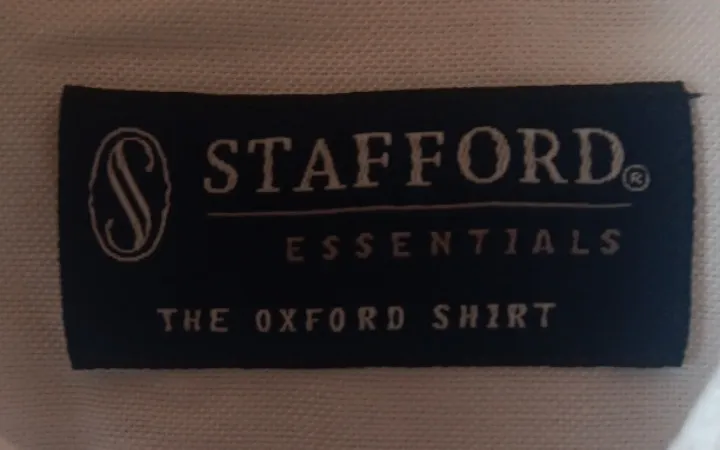 S STAFFORD®
ESSENTIALS
THE OXFORD SHIRT